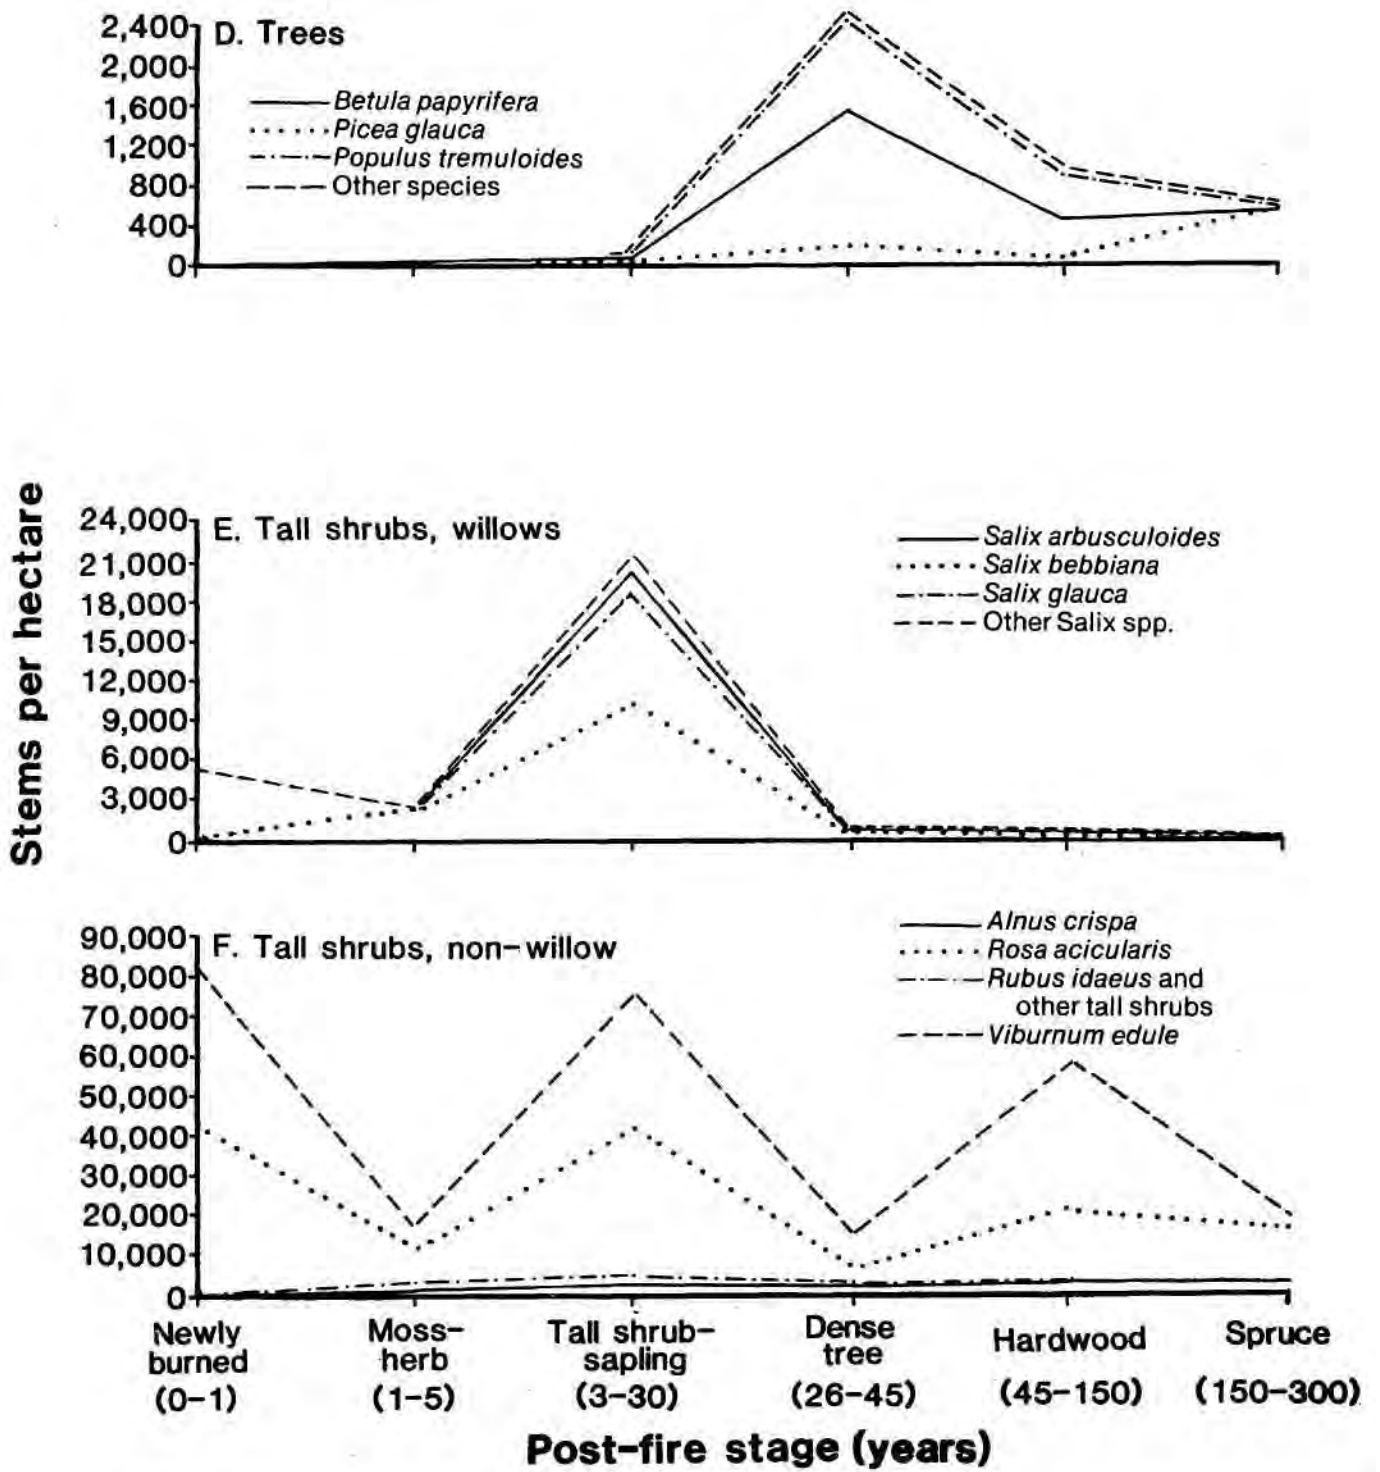 D. Trees
2,400
2,000
1,600
1,200
800
400
0
Betula papyrifera
Picea glauca
Populus tremuloides
Other species
Stems per hectare
E. Tall shrubs, willows
24,000
21,000
18,000
15,000
12,000
9,000
6,000
3,000
0
Salix arbusculoides
Salix bebbiana
Salix glauca
Other Salix spp.
F. Tall shrubs, non-willow
90,000
80,000
70,000
60,000
50,000
40,000
30,000
20,000
10,000
0
Alnus crispa
Rosa acicularis
Rubus idaeus and
other tall shrubs
Viburnum edule
Newly
burned
(0-1)
Moss-
herb
(1-5)
Tall shrub-
sapling
(3-30)
Dense
tree
(26-45)
Hardwood
(45-150)
Spruce
(150-300)
Post-fire stage (years)